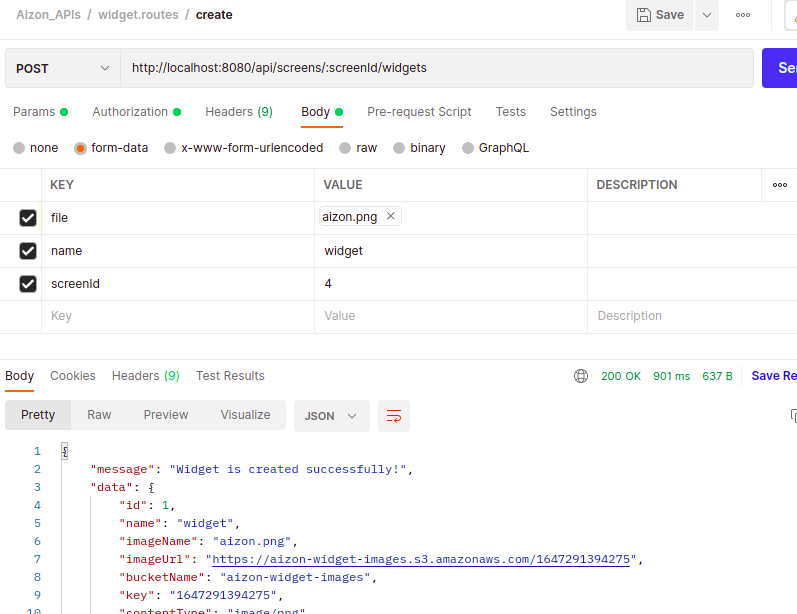 Aizon_APIs / widget.routes / create
Save
POST http://localhost:8080/api/screens/:screenId/widgets
Params Authorization Headers (9) Body Pre-request Script Tests Settings
none form-data x-www-form-urlencoded raw binary GraphQL
KEY VALUE DESCRIPTION
file aizon.png
name widget
screenId 4
Key Value Description
Body Cookies Headers (9) Test Results 200 OK 901 ms 637 B Save Re
Pretty Raw Preview Visualize JSON
1 {
2 "message": "Widget is created successfully!",
3 "data": {
4 "id": 1,
5 "name": "widget",
6 "imageName": "aizon.png",
7 "imageUrl": "https://aizon-widget-images.s3.amazonaws.com/1647291394275",
8 "bucketName": "aizon-widget-images",
9 "key": "1647291394275",
10 "contentType": "image/png"